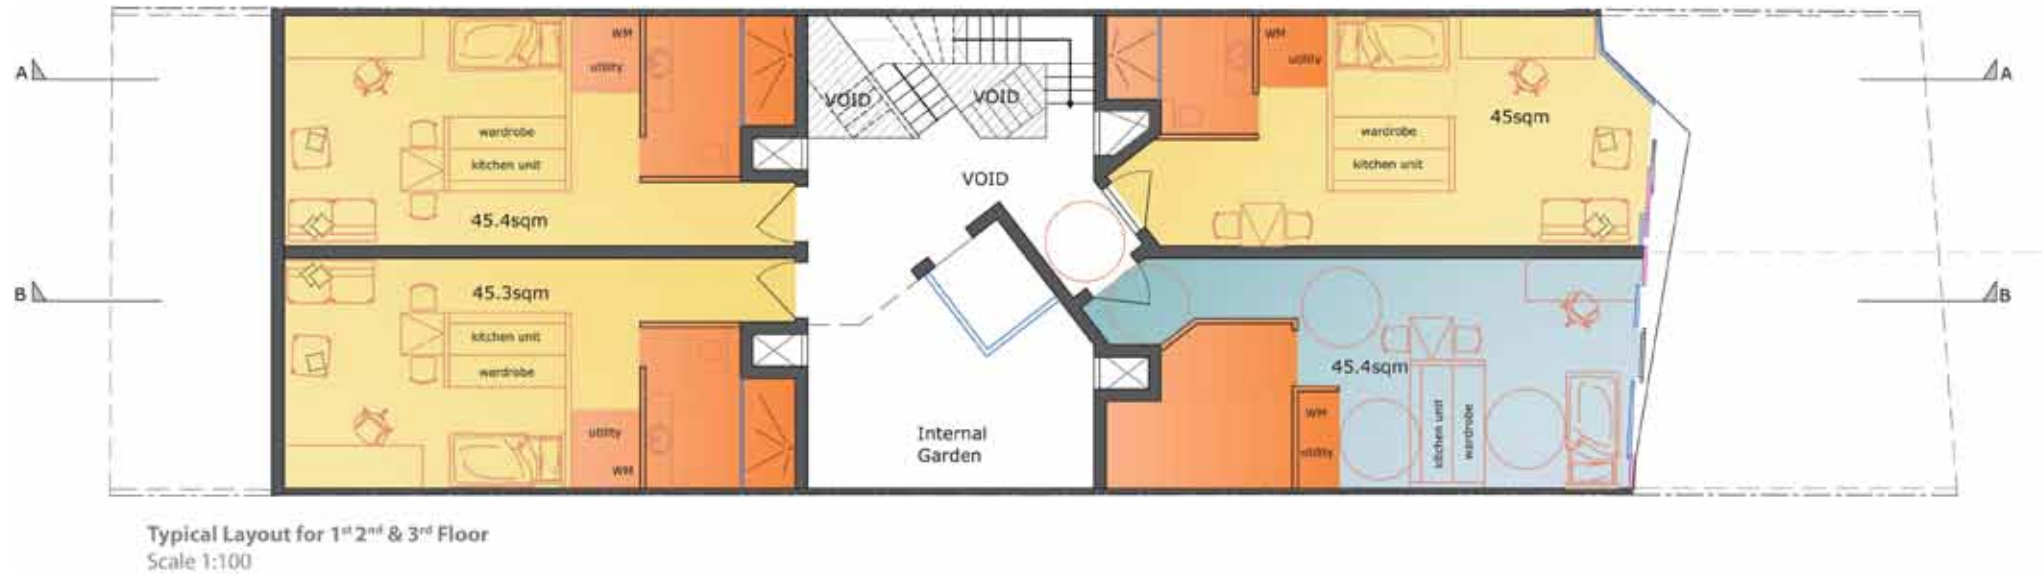 WM
utility
wardrobe
kitchen unit
45.4sqm
VOID
VOID
VOID
WM
utility
wardrobe
kitchen unit
45sqm
A
A
B
B
45.3sqm
kitchen unit
wardrobe
utility
WM
Internal
Garden
45.4sqm
WM
utility
kitchen unit
wardrobe
Typical Layout for 1st 2nd & 3rd Floor
Scale 1:100